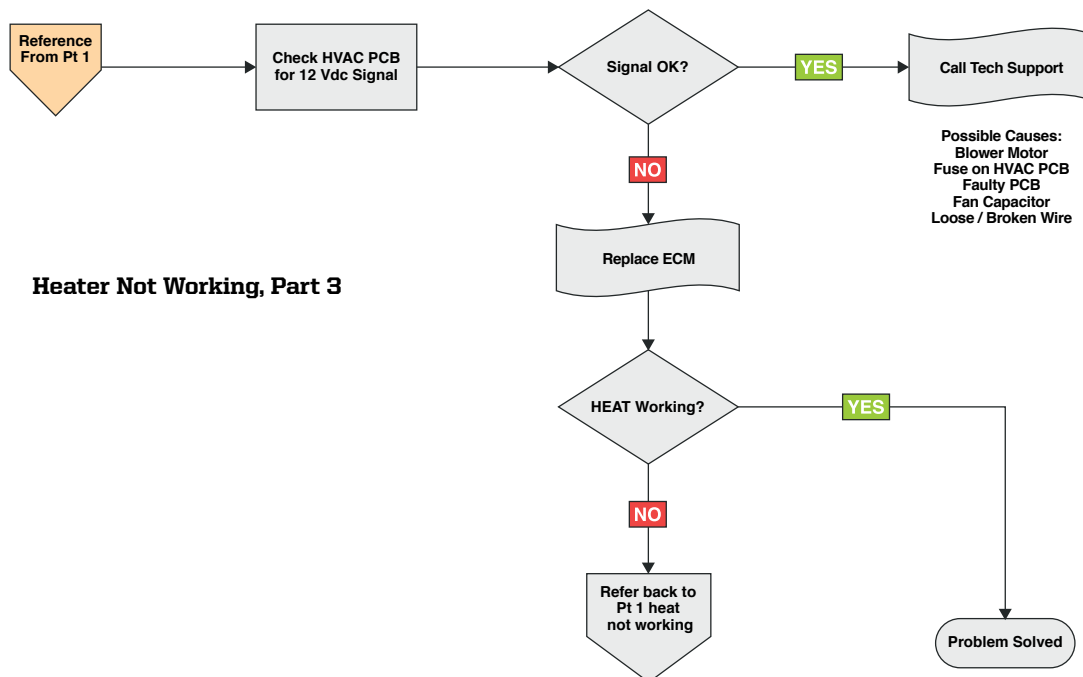 Reference
From Pt 1
Check HVAC PCB
for 12 Vdc Signal
Signal OK?
YES
Call Tech Support
Possible Causes:
Blower Motor
Fuse on HVAC PCB
Faulty PCB
Fan Capacitor
Loose / Broken Wire
NO
Replace ECM
Heater Not Working, Part 3
HEAT Working?
YES
NO
Refer back to
Pt 1 heat
not working
Problem Solved